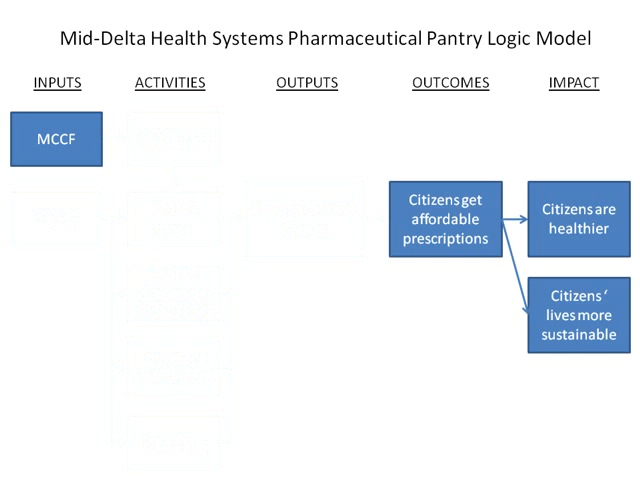 Mid-Delta Health Systems Pharmaceutical Pantry Logic Model
INPUTS
ACTIVITIES
OUTPUTS
OUTCOMES
IMPACT
MCCF
Citizens get
affordable
prescriptions
Citizens are
healthier
Citizens ‘
lives more
sustainable